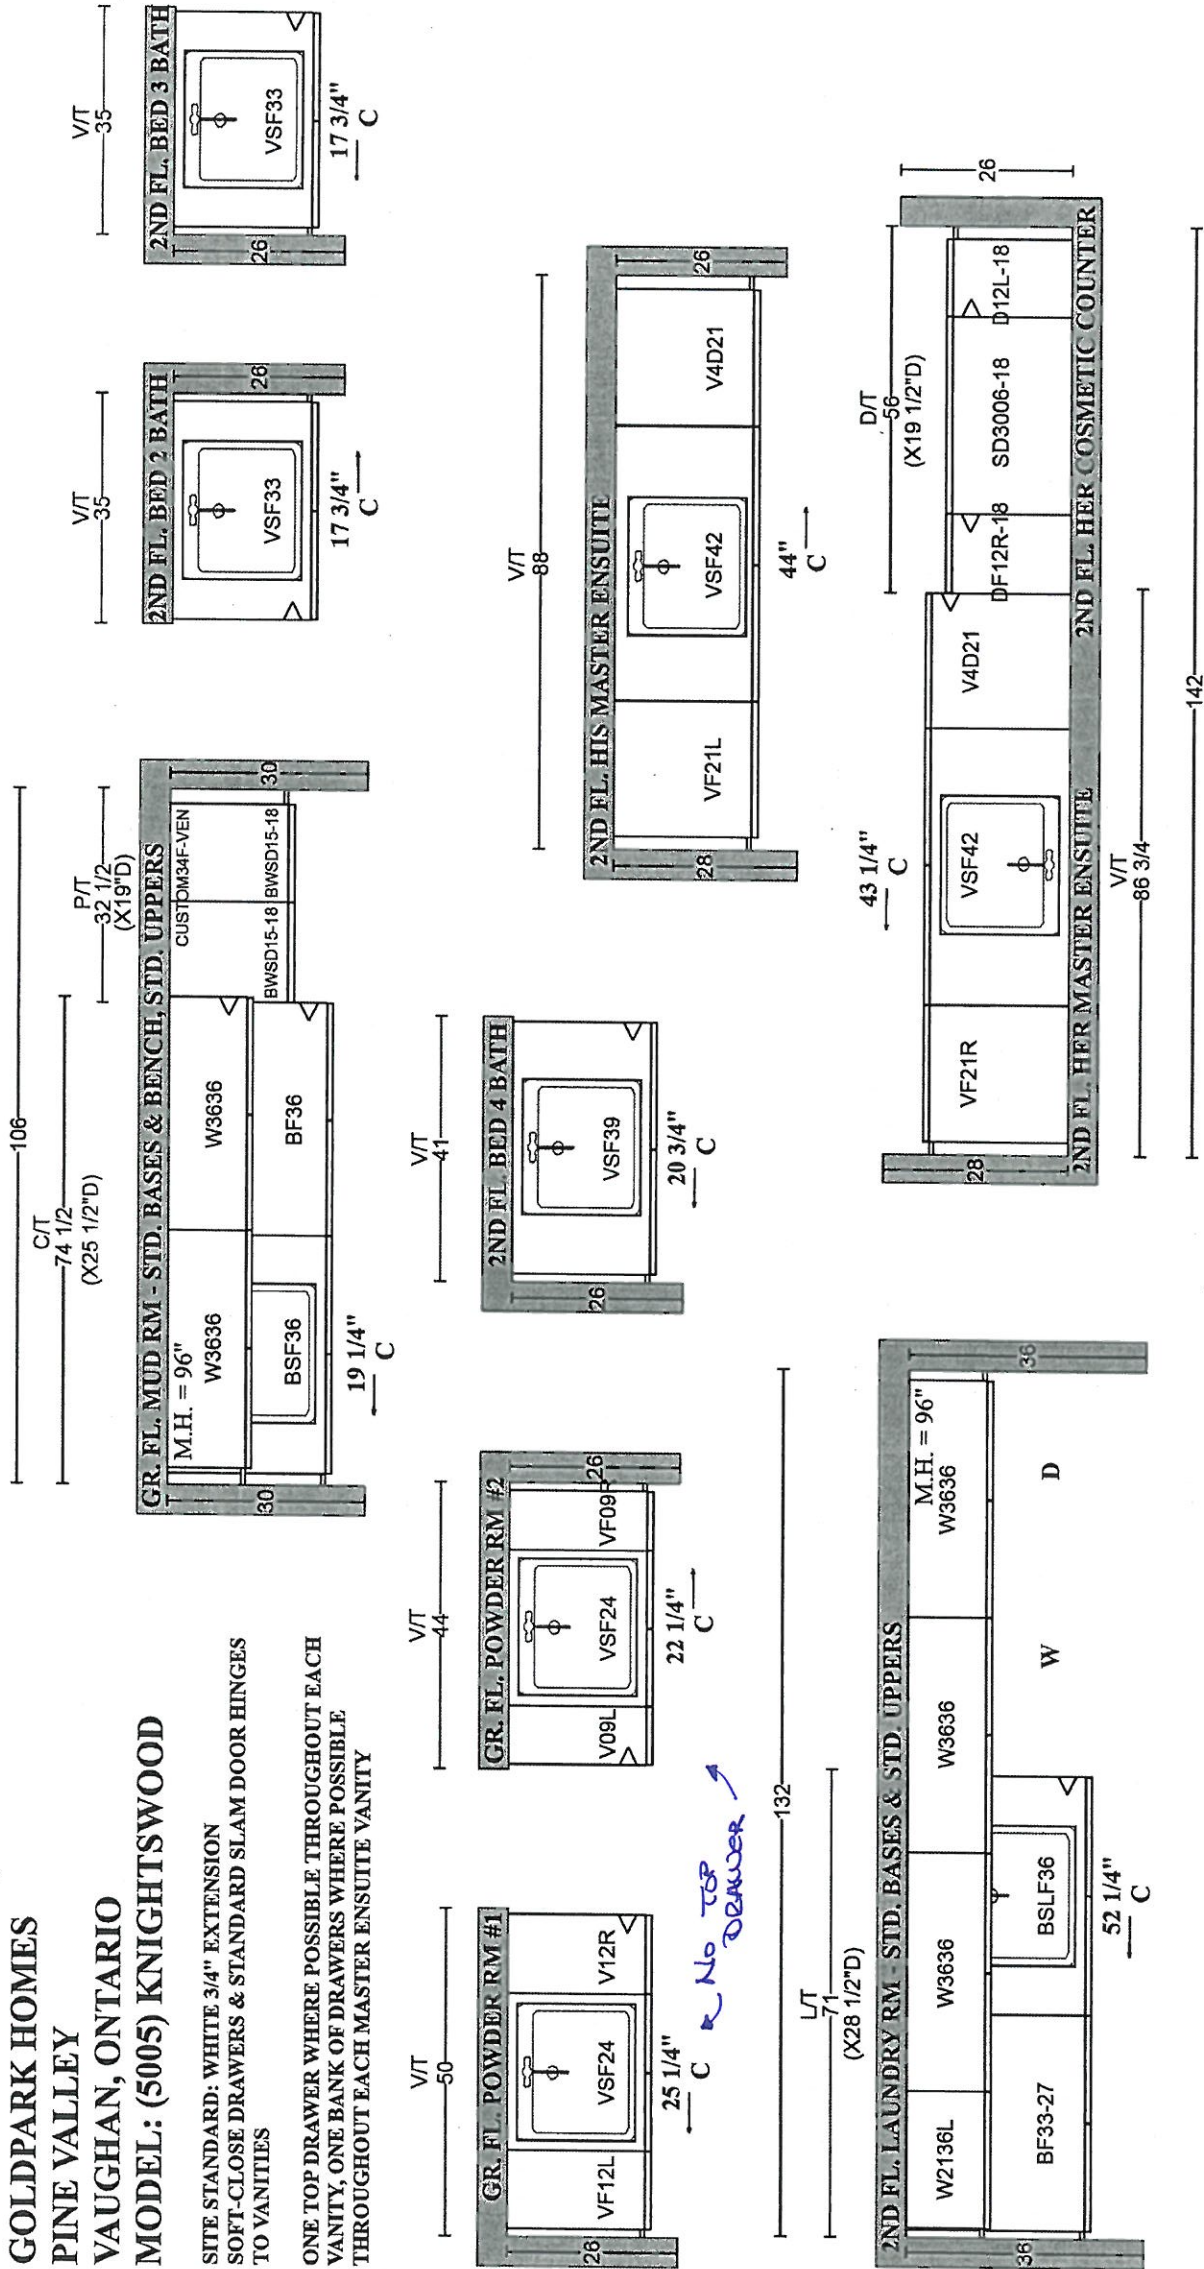 GOLDPARK HOMES
PINE VALLEY
VAUGHAN, ONTARIO
MODEL: (5005) KNIGHTSWOOD
SITE STANDARD: WHITE 3/4" EXTENSION
SOFT-CLOSE DRAWERS & STANDARD SLAM DOOR HINGES
TO VANITIES
ONE TOP DRAWER WHERE POSSIBLE THROUGHOUT EACH
VANITY, ONE BANK OF DRAWERS WHERE POSSIBLE
THROUGHOUT EACH MASTER ENSUITE VANITY
106
C/T
74 1/2
(X25 1/2"D)
P/T
32 1/2
(X19"D)
GR. FL. MUD RM - STD. BASES & BENCH, STD. UPPERS
30
M.H. = 96"
W3636
W3636
CUSTOM34F-VEN
30
BSF36
BF36
BWSD15-18
BWSD15-18
19 1/4"
C
V/T
35
2ND FL. BED 2 BATH
26
VSF33
17 3/4"
C
V/T
35
2ND FL. BED 3 BATH
26
VSF33
17 3/4"
C
V/T
50
GR. FL. POWDER RM #1
26
VF12L
VSF24
V12R
25 1/4"
C
No TOP
DRAWER
V/T
44
GR. FL. POWDER RM #2
26
V09L
VSF24
VF09
22 1/4"
C
V/T
41
2ND FL. BED 4 BATH
26
VSF39
20 3/4"
C
V/T
88
2ND FL. HIS MASTER ENSUITE
28
VF21L
VSF42
V4D21
26
44"
C
132
L/T
71
(X28 1/2"D)
2ND FL. LAUNDRY RM - STD. BASES & STD. UPPERS
36
W2136L
W3636
W3636
M.H. = 96"
W3636
36
BF33-27
BSLF36
W
D
52 1/4"
C
43 1/4"
C
D/T
56
(X19 1/2"D)
28
VF21R
VSF42
V4D21
DF12R-18
SD3006-18
D12L-18
26
2ND FL. HER MASTER ENSUITE
2ND FL. HER COSMETIC COUNTER
V/T
86 3/4
142